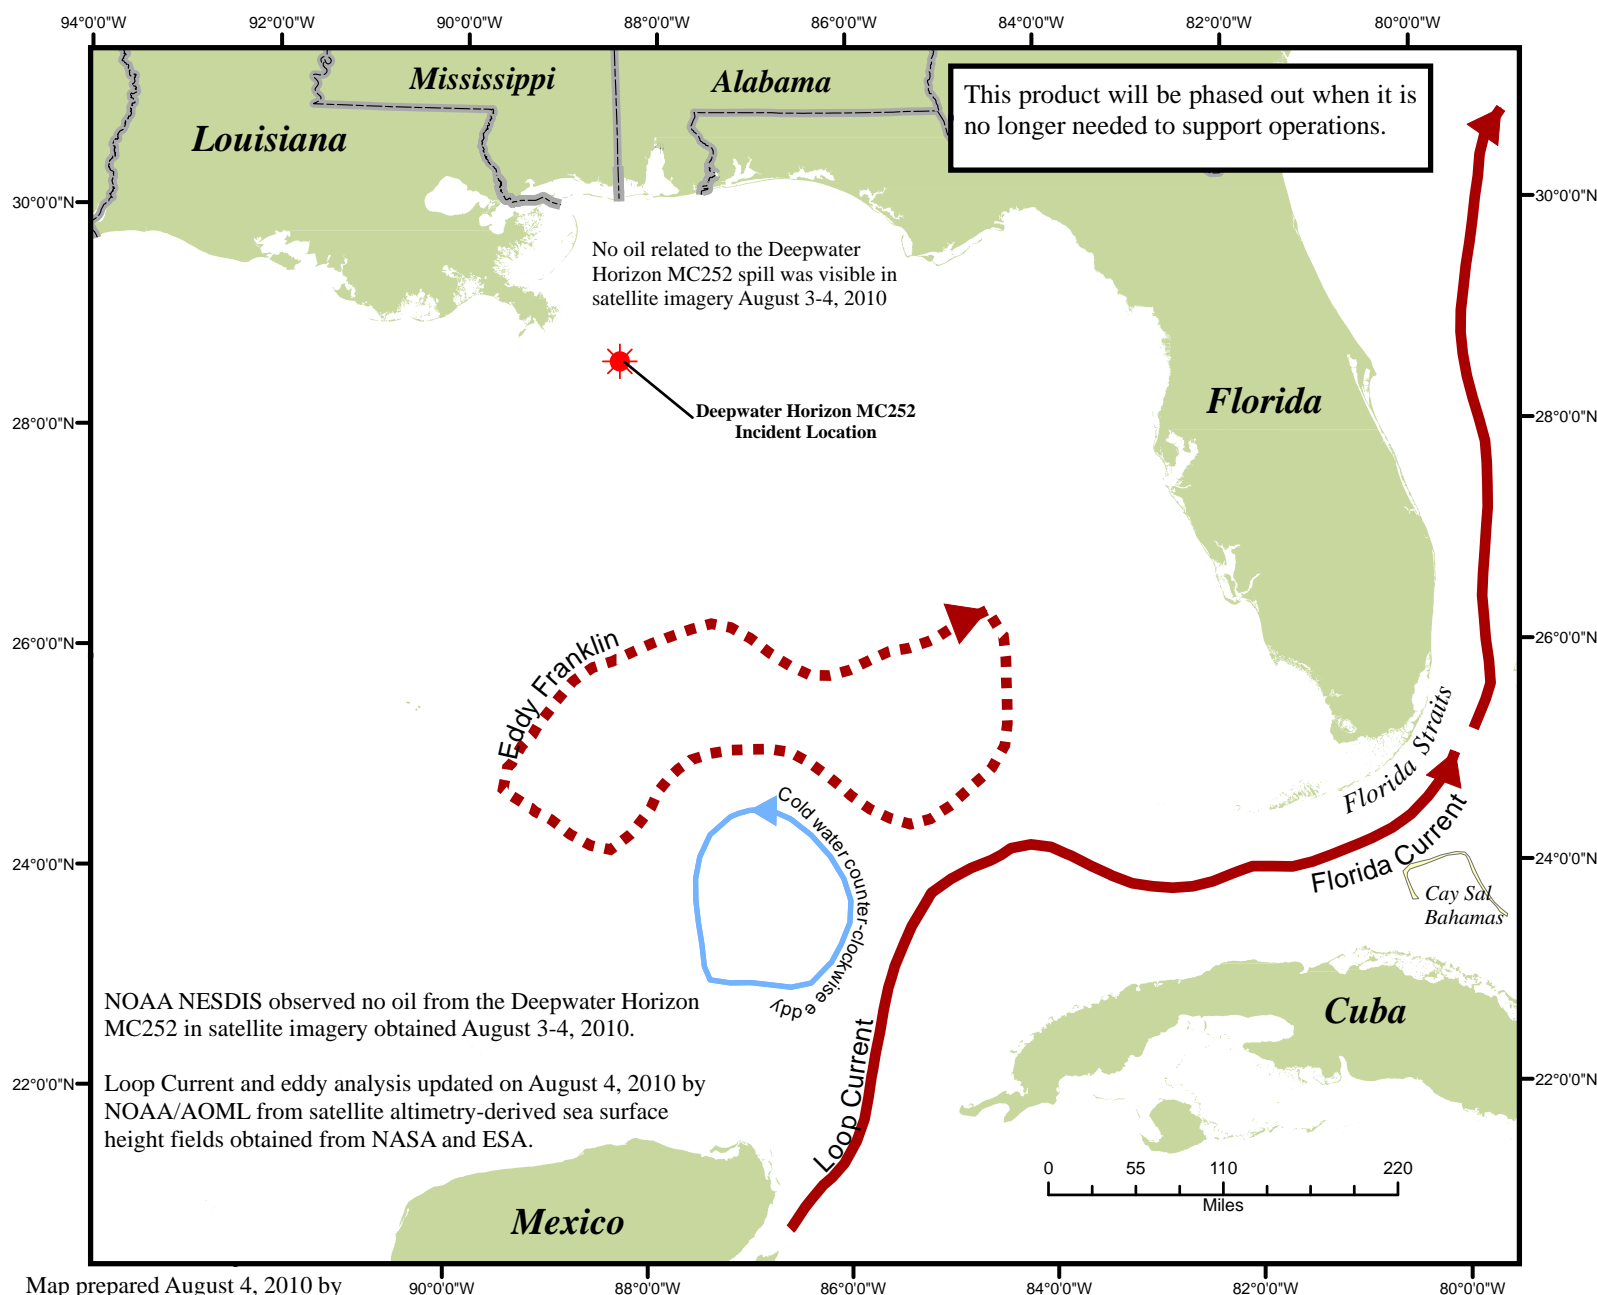 94°0'0"W 92°0'0"W 90°0'0"W 88°0'0"W 86°0'0"W 84°0'0"W 82°0'0"W 80°0'0"W
Mississippi
Alabama
Louisiana
This product will be phased out when it is
no longer needed to support operations.
30°0'0"N
30°0'0"N
No oil related to the Deepwater
Horizon MC252 spill was visible in
satellite imagery August 3-4, 2010
Deepwater Horizon MC252
Incident Location
Florida
28°0'0"N
28°0'0"N
26°0'0"N
26°0'0"N
Eddy Franklin
Florida Straits
Cold water counter-clockwise eddy
Florida Current
24°0'0"N
24°0'0"N
Cay Sal
Bahamas
NOAA NESDIS observed no oil from the Deepwater Horizon
MC252 in satellite imagery obtained August 3-4, 2010.
Loop Current and eddy analysis updated on August 4, 2010 by
NOAA/AOML from satellite altimetry-derived sea surface
height fields obtained from NASA and ESA.
Loop Current
Cuba
22°0'0"N
22°0'0"N
0 55 110 220
Miles
Mexico
Map prepared August 4, 2010 by
90°0'0"W 88°0'0"W 86°0'0"W 84°0'0"W 82°0'0"W 80°0'0"W